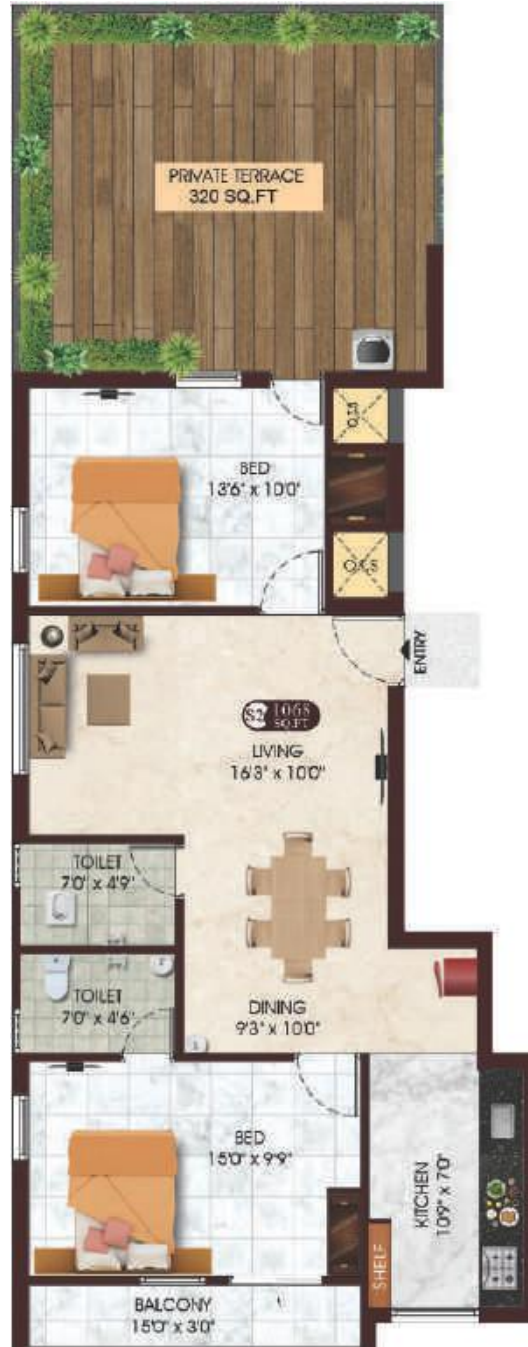 PRIVATE TERRACE
320 SQ.FT
BED
13'6" x 10'0"
O.T.S
O.T.S
ENTRY
S2 1068
SQ.FT
LIVING
16'3" x 10'0"
TOILET
7'0" x 4'9"
TOILET
7'0" x 4'6"
DINING
9'3" x 10'0"
BED
15'0" x 9'9"
KITCHEN
10'9" x 7'0"
SHELF
BALCONY
15'0" x 3'0"